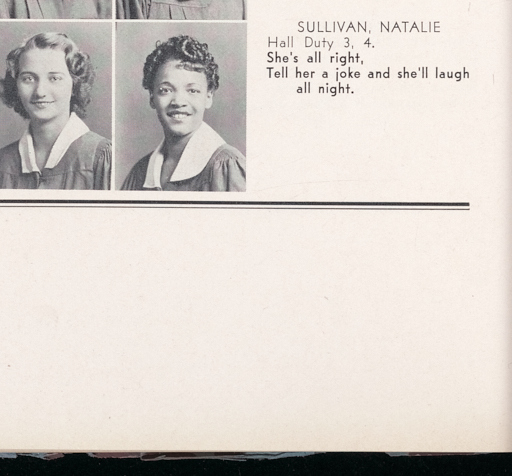 SULLIVAN, NATALIE
Hall Duty 3, 4.
She's all right,
Tell her a joke and she'll laugh
all night.